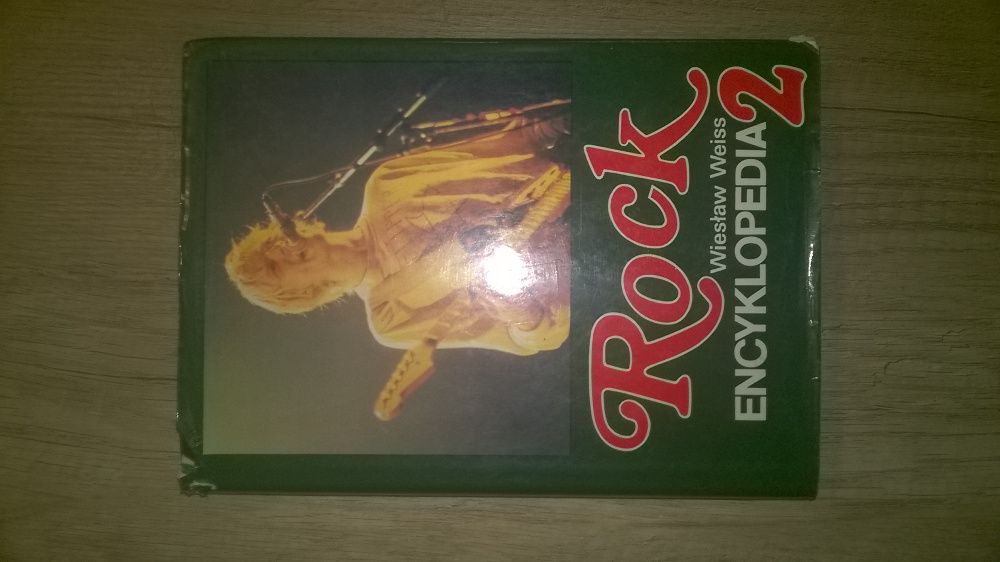 Rock
Wiesław Weiss
ENCYKLOPEDIA 2